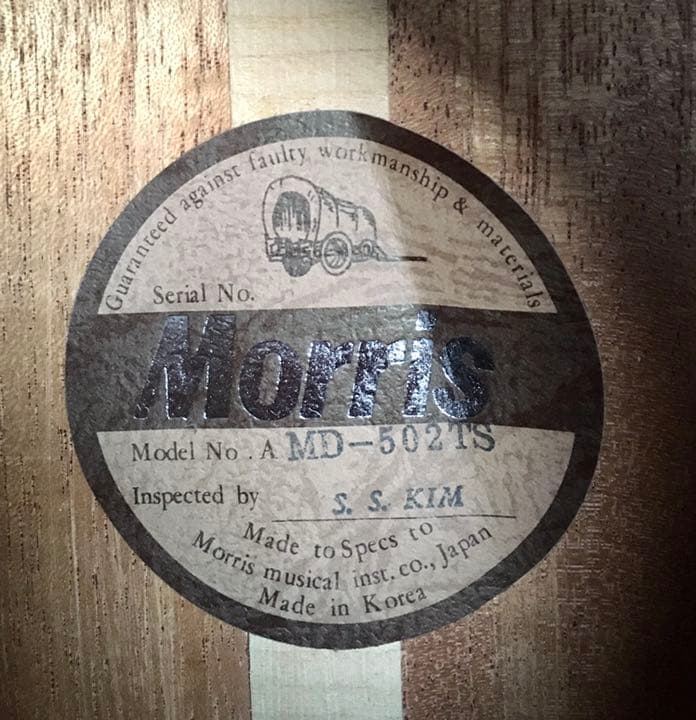 Guaranteed against faulty workmanship & materials
Serial No.
Morris
Model No. A MD-502TS
Inspected by S. S. KIM
Made to Specs to
Morris musical inst. co., Japan
Made in Korea